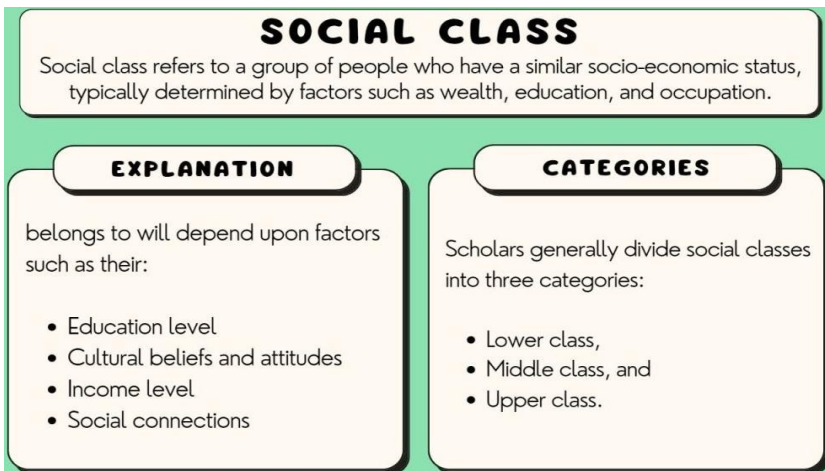 SOCIAL CLASS
Social class refers to a group of people who have a similar socio-economic status,
typically determined by factors such as wealth, education, and occupation.
EXPLANATION
belongs to will depend upon factors
such as their:
• Education level
• Cultural beliefs and attitudes
• Income level
• Social connections
CATEGORIES
Scholars generally divide social classes
into three categories:
• Lower class,
• Middle class, and
• Upper class.